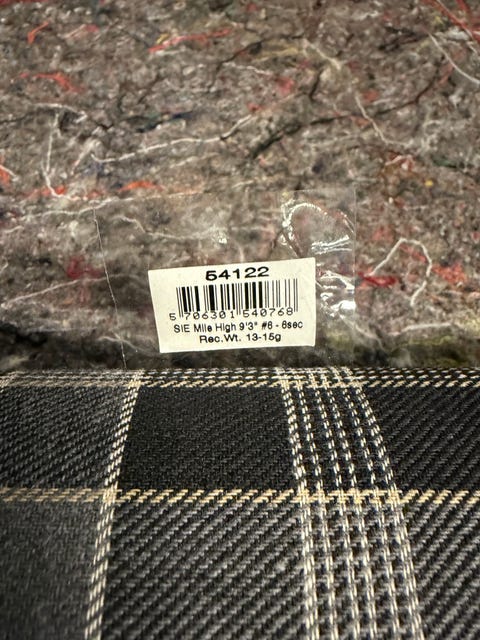 54122
5 706301 540768
SIE Mile High 9'3" #6 - 6sec
Rec.Wt. 13-15g